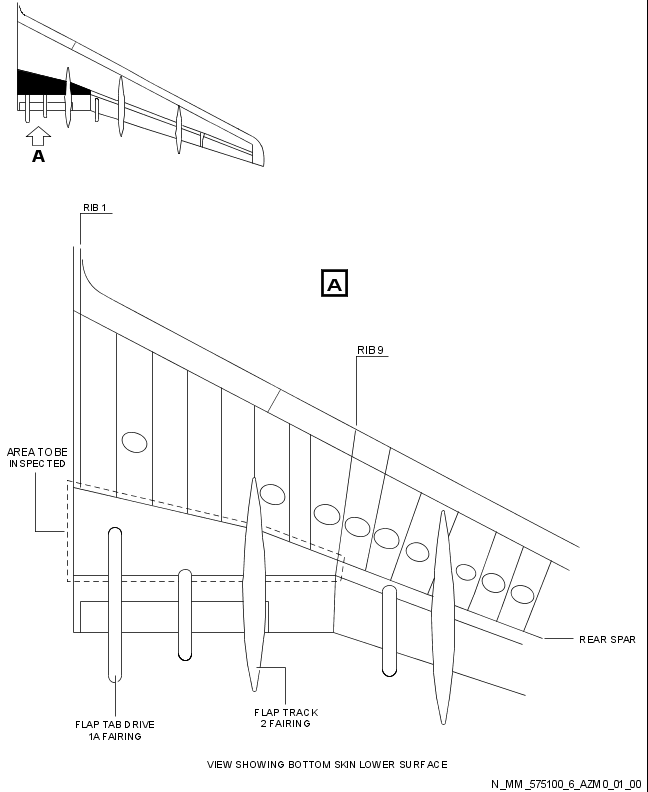 A
RIB 1
A
RIB 9
AREA TO BE
INSPECTED
REAR SPAR
FLAP TRACK
2 FAIRING
FLAP TAB DRIVE
1A FAIRING
VIEW SHOWING BOTTOM SKIN LOWER SURFACE
N_MM_575100_6_AZM0_01_00